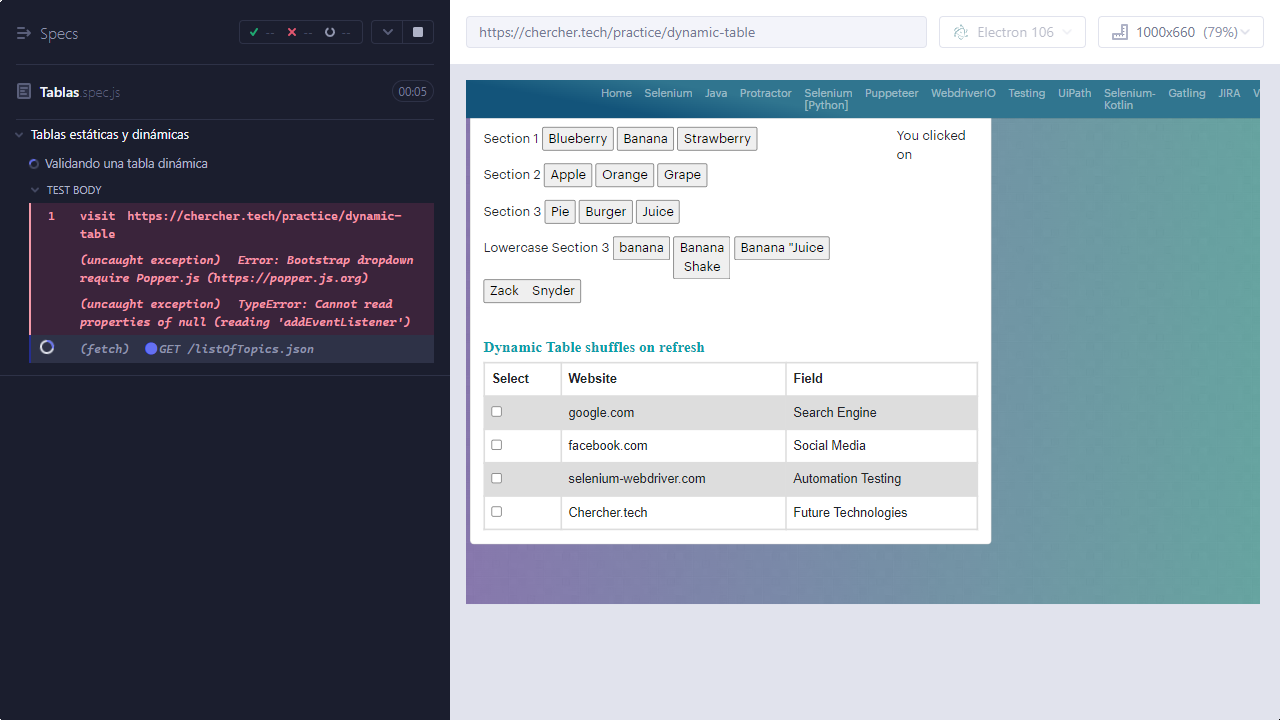 Specs
-- -- --
Tablas spec.js
00:05
Tablas estáticas y dinámicas
Validando una tabla dinámica
TEST BODY
1 visit https://chercher.tech/practice/dynamic-
table
(uncaught exception) Error: Bootstrap dropdown
require Popper.js (https://popper.js.org)
(uncaught exception) TypeError: Cannot read
properties of null (reading 'addEventListener')
(fetch) GET /listOfTopics.json
https://chercher.tech/practice/dynamic-table
Electron 106
1000x660 (79%)
Home Selenium Java Protractor Selenium Puppeteer WebdriverIO Testing UiPath Selenium- Gatling JIRA V
[Python] Kotlin
Section 1 Blueberry Banana Strawberry
You clicked
on
Section 2 Apple Orange Grape
Section 3 Pie Burger Juice
Lowercase Section 3 banana Banana Banana "Juice
Shake
Zack Snyder
Dynamic Table shuffles on refresh
Select Website Field
google.com Search Engine
facebook.com Social Media
selenium-webdriver.com Automation Testing
Chercher.tech Future Technologies